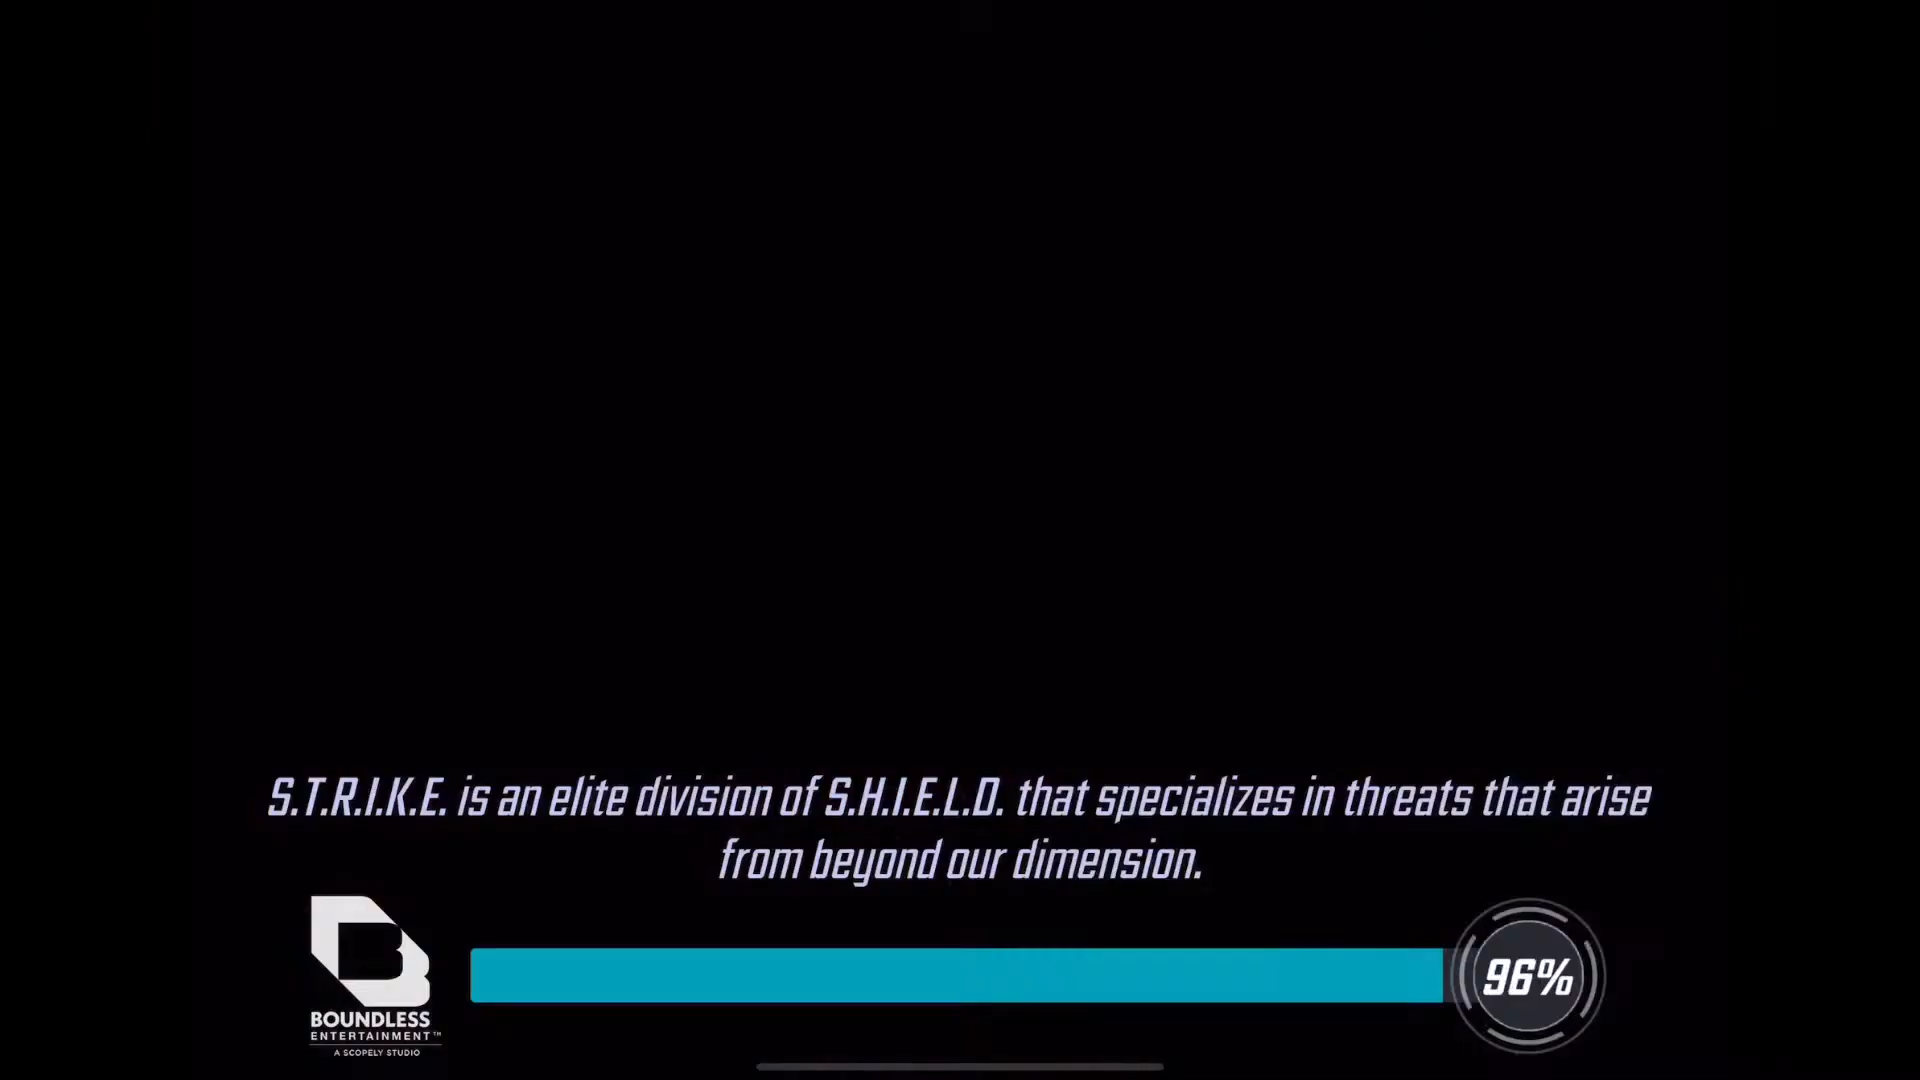 S.T.R.I.K.E. is an elite division of S.H.I.E.L.D. that specializes in threats that arise
from beyond our dimension.
96%
BOUNDLESS
ENTERTAINMENT™
A SCOPELY STUDIO